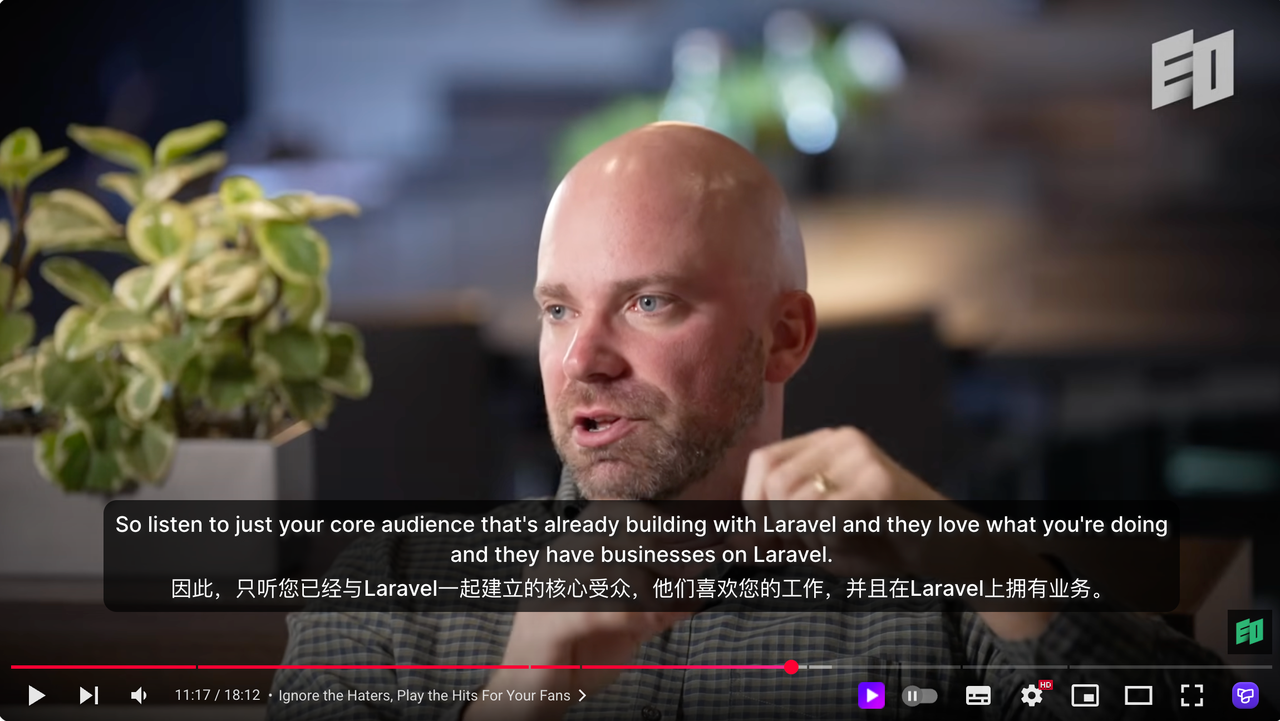 EO
So listen to just your core audience that's already building with Laravel and they love what you're doing
and they have businesses on Laravel.
因此，只听您已经与Laravel一起建立的核心受众，他们喜欢您的工作，并且在Laravel上拥有业务。
EO
11:17 / 18:12 • Ignore the Haters, Play the Hits For Your Fans
HD